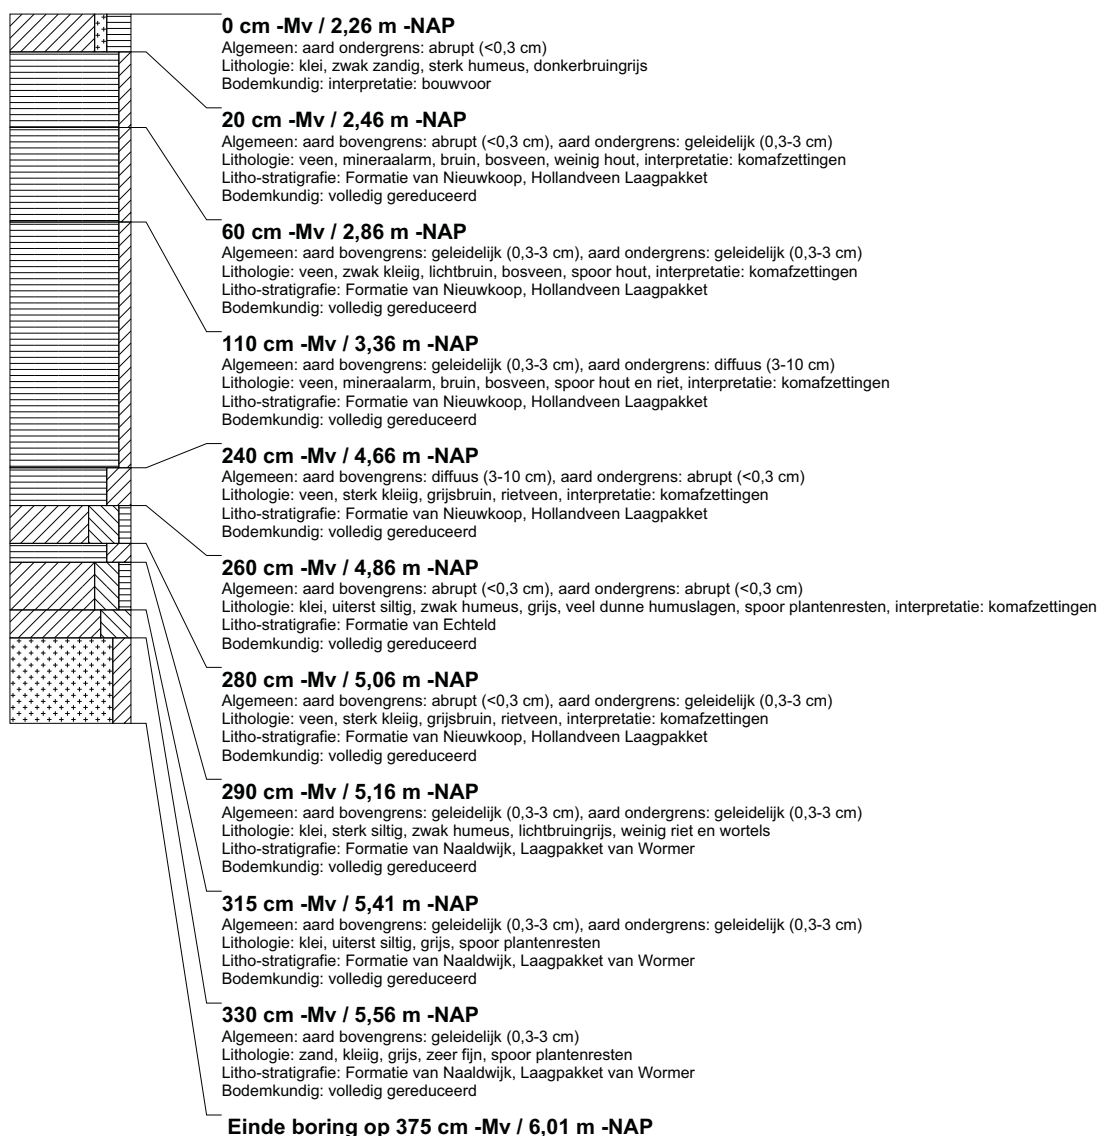 0 cm -Mv / 2,26 m -NAP
Algemeen: aard ondergrens: abrupt (<0,3 cm)
Lithologie: klei, zwak zandig, sterk humeus, donkerbruingrijs
Bodemkundig: interpretatie: bouwvoor
20 cm -Mv / 2,46 m -NAP
Algemeen: aard bovengrens: abrupt (<0,3 cm), aard ondergrens: geleidelijk (0,3-3 cm)
Lithologie: veen, mineraalarm, bruin, bosveen, weinig hout, interpretatie: komafzettingen
Litho-stratigrafie: Formatie van Nieuwkoop, Hollandveen Laagpakket
Bodemkundig: volledig gereduceerd
60 cm -Mv / 2,86 m -NAP
Algemeen: aard bovengrens: geleidelijk (0,3-3 cm), aard ondergrens: geleidelijk (0,3-3 cm)
Lithologie: veen, zwak kleiig, lichtbruin, bosveen, spoor hout, interpretatie: komafzettingen
Litho-stratigrafie: Formatie van Nieuwkoop, Hollandveen Laagpakket
Bodemkundig: volledig gereduceerd
110 cm -Mv / 3,36 m -NAP
Algemeen: aard bovengrens: geleidelijk (0,3-3 cm), aard ondergrens: diffuus (3-10 cm)
Lithologie: veen, mineraalarm, bruin, bosveen, spoor hout en riet, interpretatie: komafzettingen
Litho-stratigrafie: Formatie van Nieuwkoop, Hollandveen Laagpakket
Bodemkundig: volledig gereduceerd
240 cm -Mv / 4,66 m -NAP
Algemeen: aard bovengrens: diffuus (3-10 cm), aard ondergrens: abrupt (<0,3 cm)
Lithologie: veen, sterk kleiig, grijsbruin, rietveen, interpretatie: komafzettingen
Litho-stratigrafie: Formatie van Nieuwkoop, Hollandveen Laagpakket
Bodemkundig: volledig gereduceerd
260 cm -Mv / 4,86 m -NAP
Algemeen: aard bovengrens: abrupt (<0,3 cm), aard ondergrens: abrupt (<0,3 cm)
Lithologie: klei, uiterst siltig, zwak humeus, grijs, veel dunne humuslagen, spoor plantenresten, interpretatie: komafzettingen
Litho-stratigrafie: Formatie van Echteld
Bodemkundig: volledig gereduceerd
280 cm -Mv / 5,06 m -NAP
Algemeen: aard bovengrens: abrupt (<0,3 cm), aard ondergrens: geleidelijk (0,3-3 cm)
Lithologie: veen, sterk kleiig, grijsbruin, rietveen, interpretatie: komafzettingen
Litho-stratigrafie: Formatie van Nieuwkoop, Hollandveen Laagpakket
Bodemkundig: volledig gereduceerd
290 cm -Mv / 5,16 m -NAP
Algemeen: aard bovengrens: geleidelijk (0,3-3 cm), aard ondergrens: geleidelijk (0,3-3 cm)
Lithologie: klei, sterk siltig, zwak humeus, lichtbruingrijs, weinig riet en wortels
Litho-stratigrafie: Formatie van Naaldwijk, Laagpakket van Wormer
Bodemkundig: volledig gereduceerd
315 cm -Mv / 5,41 m -NAP
Algemeen: aard bovengrens: geleidelijk (0,3-3 cm), aard ondergrens: geleidelijk (0,3-3 cm)
Lithologie: klei, uiterst siltig, grijs, spoor plantenresten
Litho-stratigrafie: Formatie van Naaldwijk, Laagpakket van Wormer
Bodemkundig: volledig gereduceerd
330 cm -Mv / 5,56 m -NAP
Algemeen: aard bovengrens: geleidelijk (0,3-3 cm)
Lithologie: zand, kleiig, grijs, zeer fijn, spoor plantenresten
Litho-stratigrafie: Formatie van Naaldwijk, Laagpakket van Wormer
Bodemkundig: volledig gereduceerd
Einde boring op 375 cm -Mv / 6,01 m -NAP